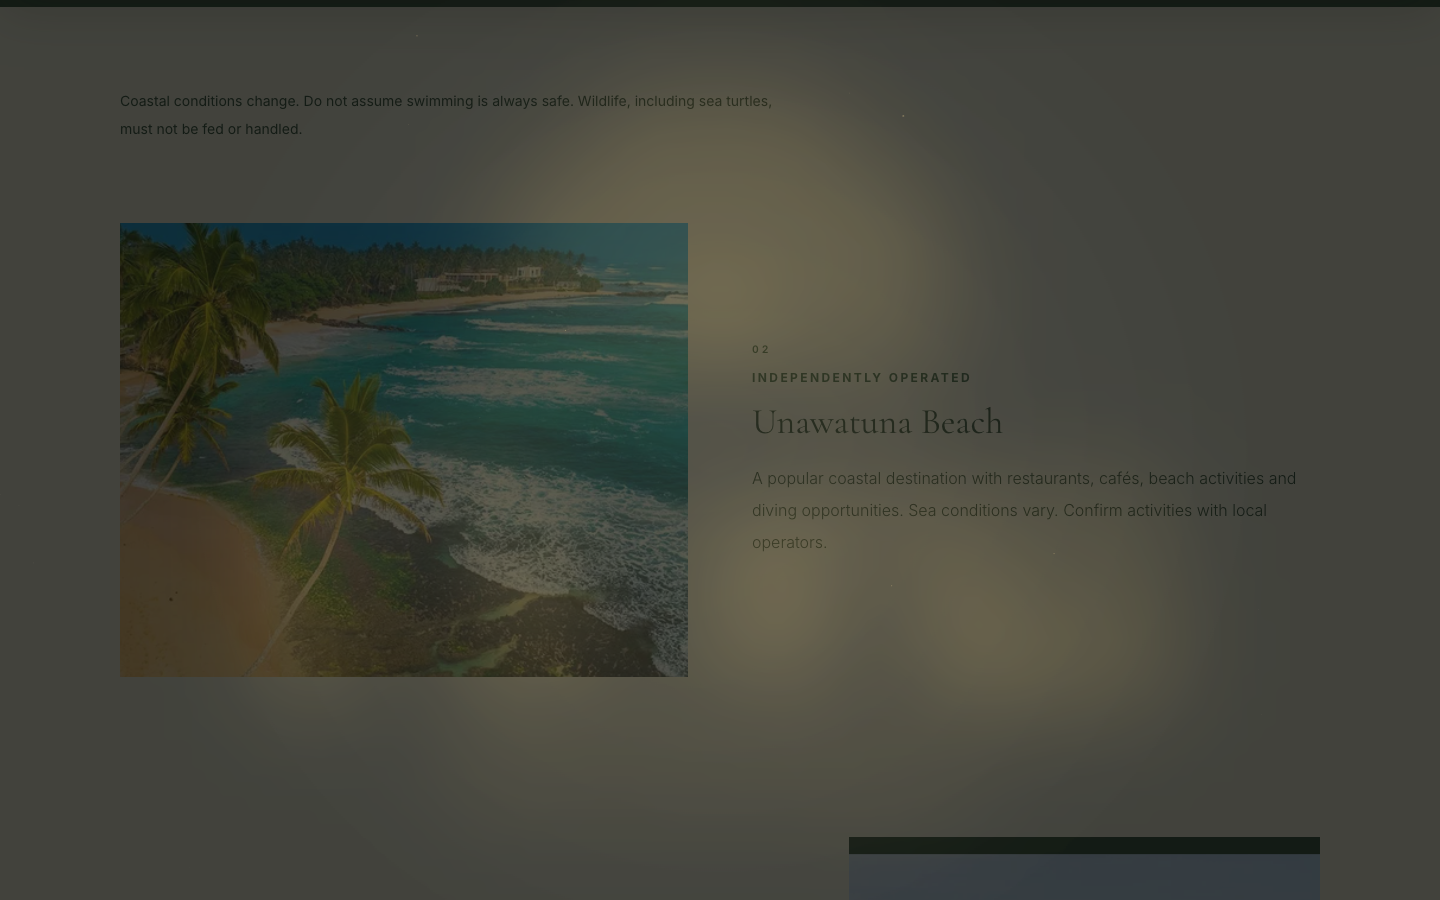 Coastal conditions change. Do not assume swimming is always safe. Wildlife, including sea turtles,
must not be fed or handled.
02
INDEPENDENTLY OPERATED
Unawatuna Beach
A popular coastal destination with restaurants, cafés, beach activities and
diving opportunities. Sea conditions vary. Confirm activities with local
operators.